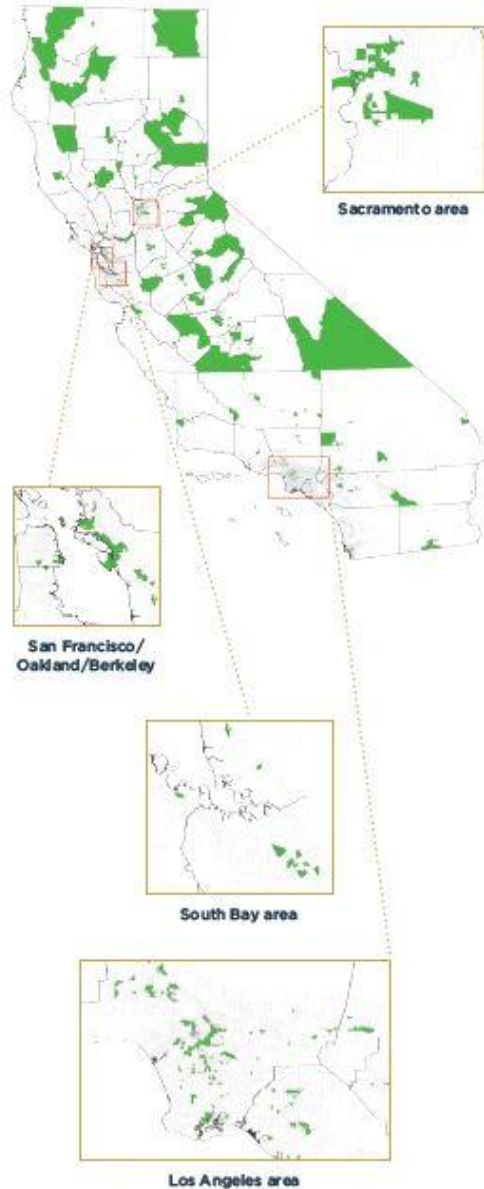 Sacramento area
San Francisco/
Oakland/Berkeley
South Bay area
Los Angeles area